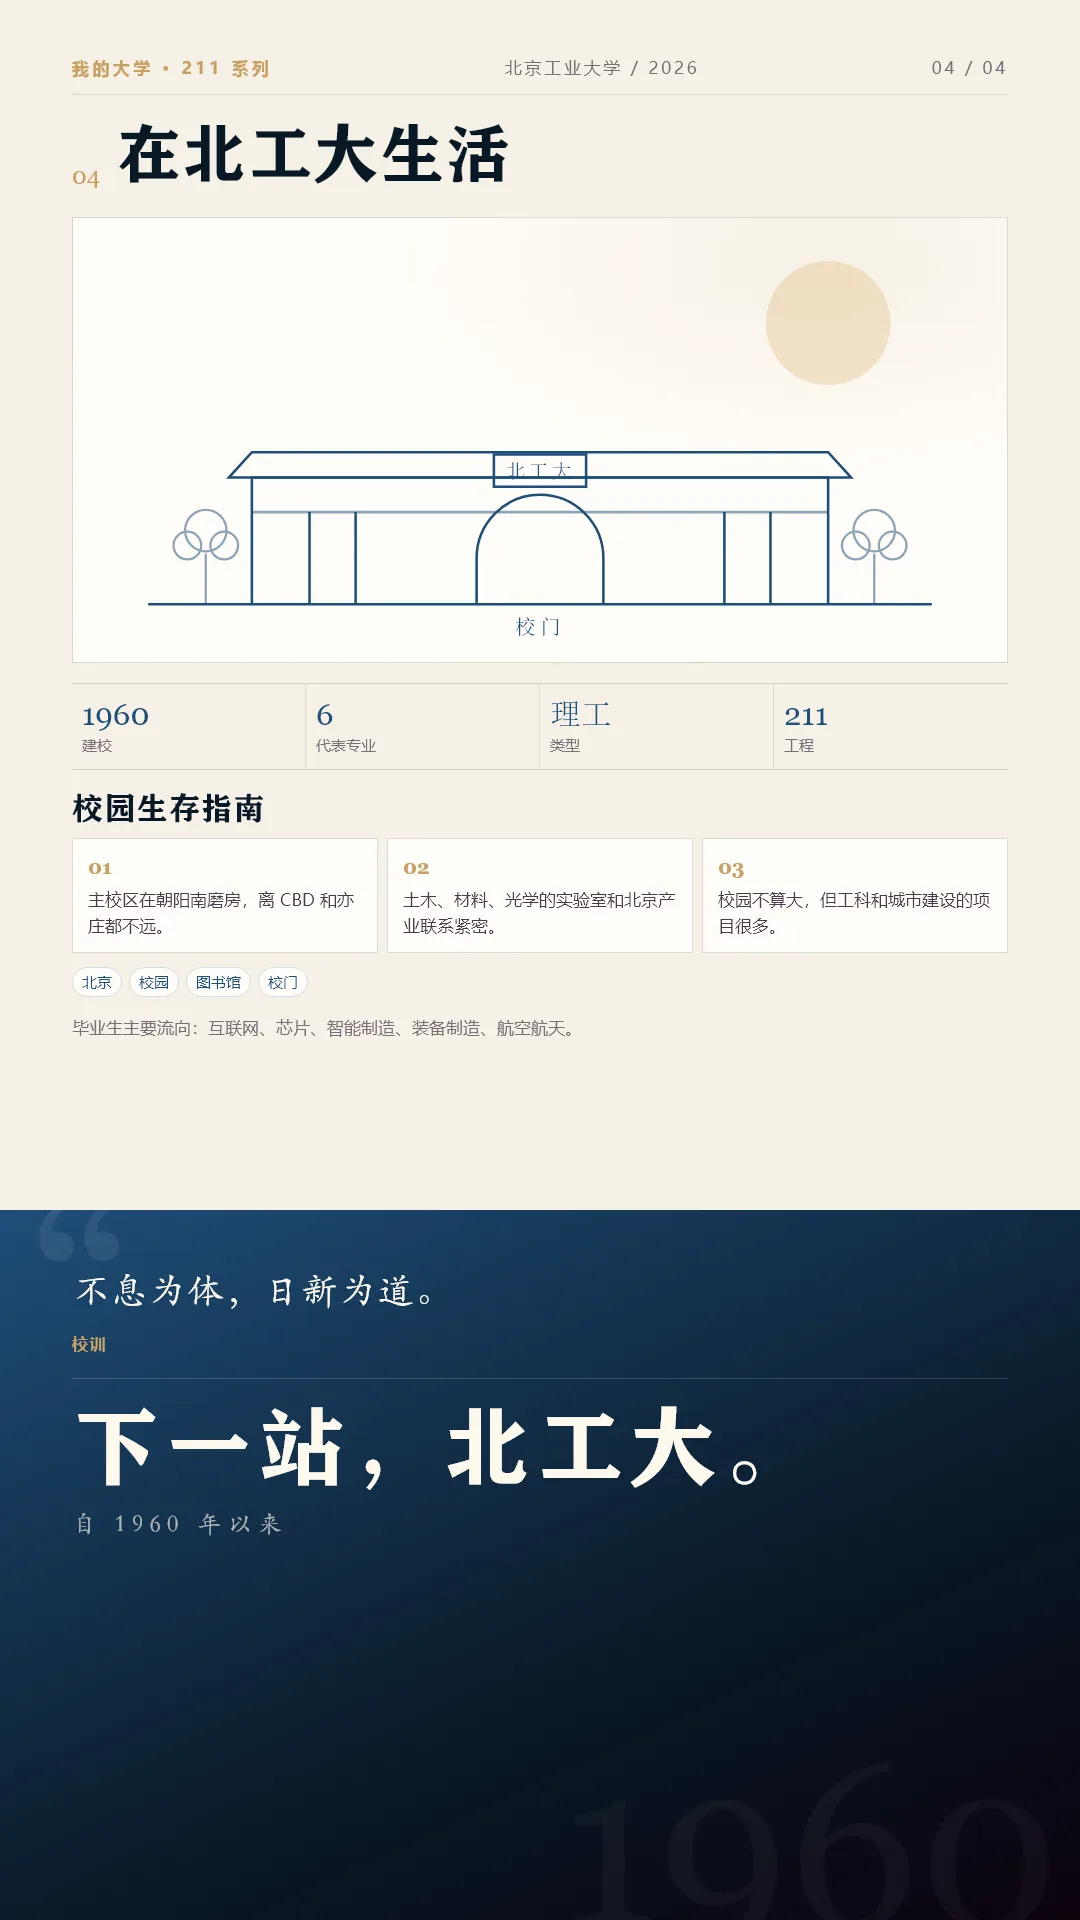 我的大学 · 211 系列
北京工业大学 / 2026
04 / 04
04 在北工大生活
北工大
校门
1960
建校
6
代表专业
理工
类型
211
工程
校园生存指南
01
主校区在朝阳南磨房，离 CBD 和亦
庄都不远。
02
土木、材料、光学的实验室和北京产
业联系紧密。
03
校园不算大，但工科和城市建设的项
目很多。
北京
校园
图书馆
校门
毕业生主要流向：互联网、芯片、智能制造、装备制造、航空航天。
“
不息为体，日新为道。
校训
下一站，北工大。
自 1960 年以来
1960